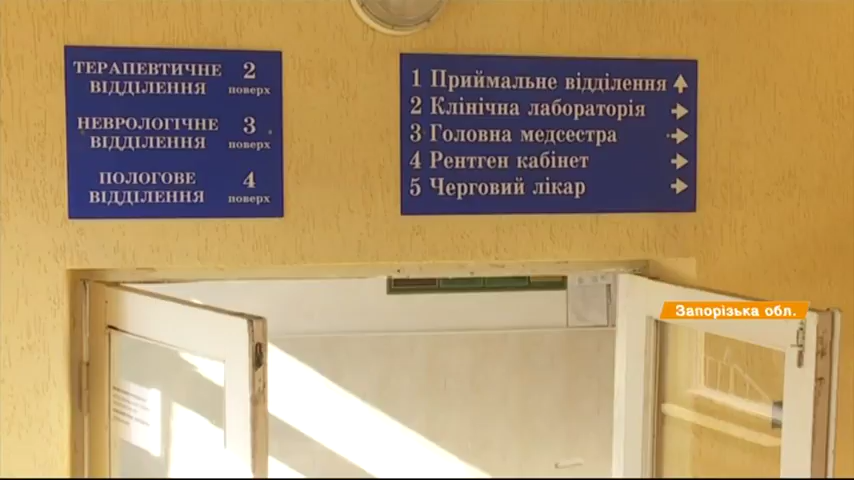 ТЕРАПЕВТИЧНЕ 2
ВІДДІЛЕННЯ поверх
НЕВРОЛОГІЧНЕ 3
ВІДДІЛЕННЯ поверх
ПОЛОГОВЕ 4
ВІДДІЛЕННЯ поверх
1 Приймальне відділення ↑
2 Клінічна лабораторія →
3 Головна медсестра →
4 Рентген кабінет →
5 Черговий лікар →
Запорізька обл.